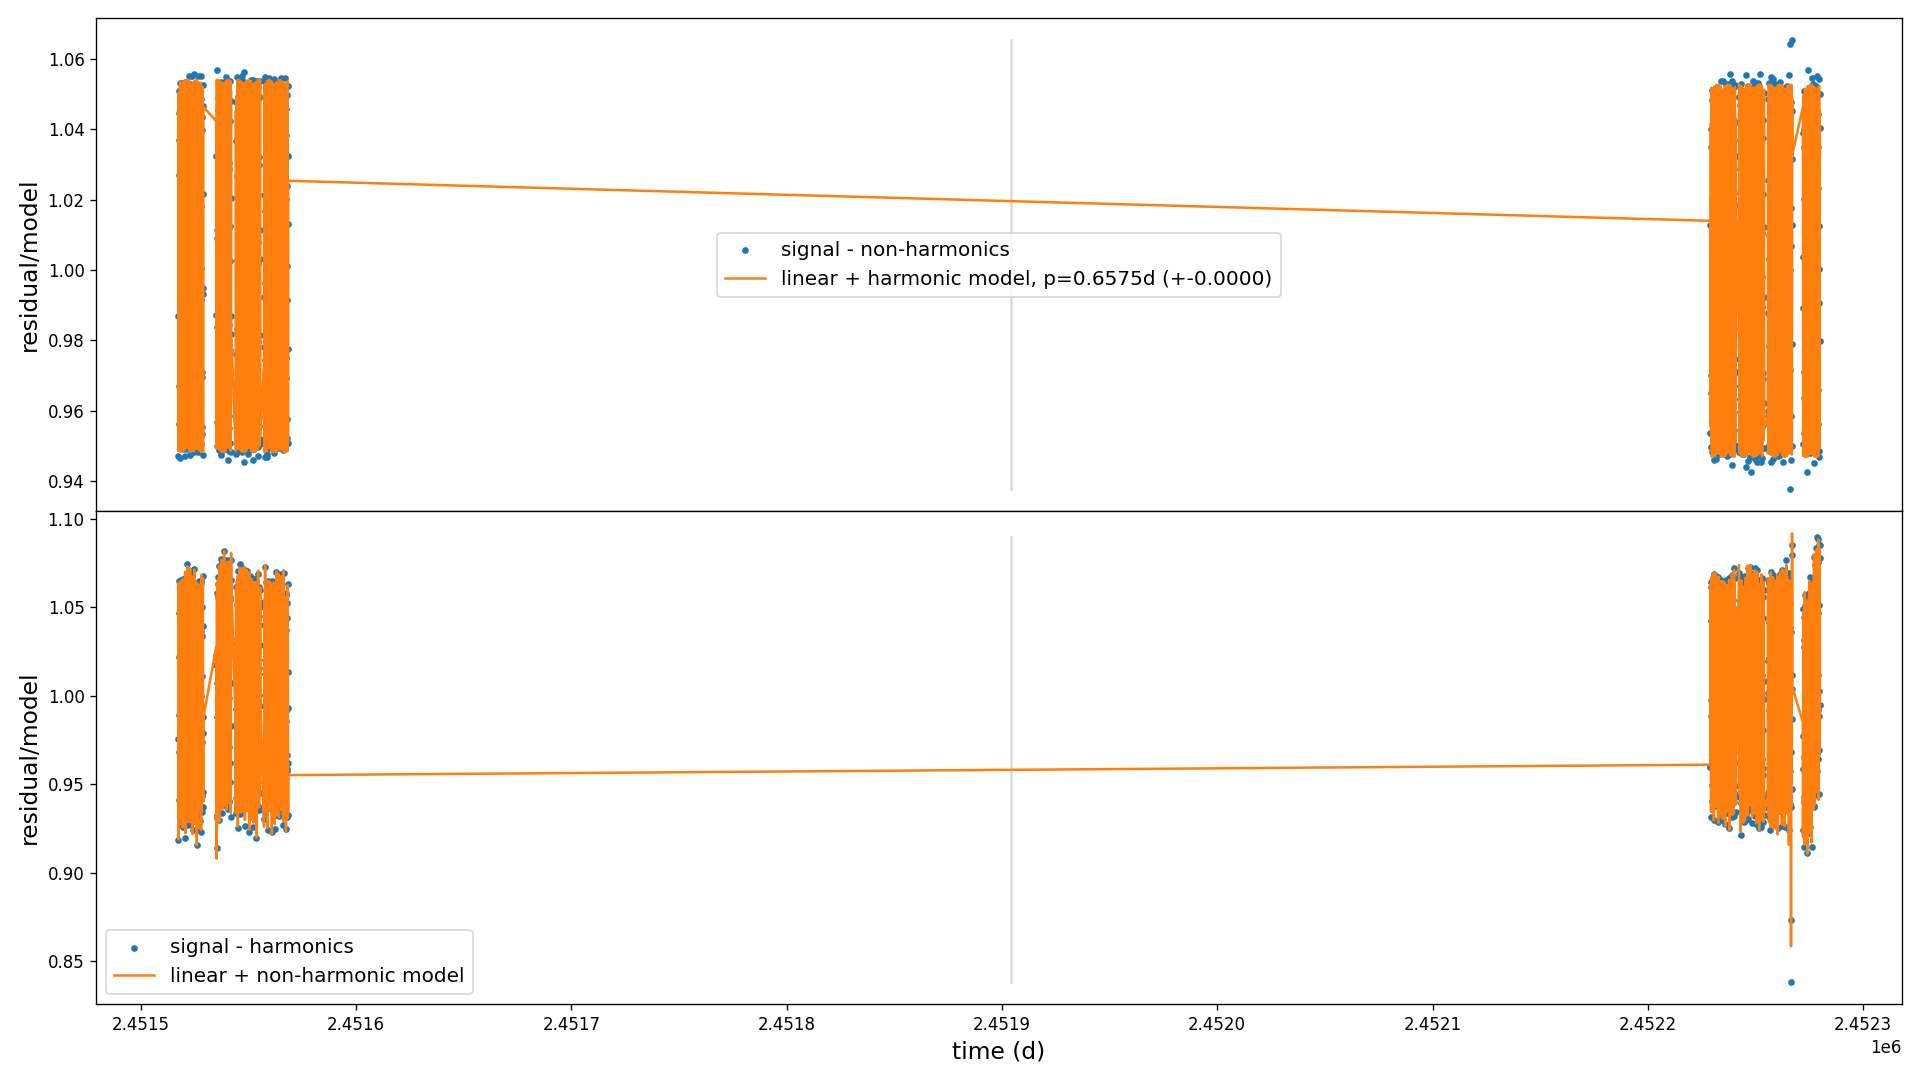 1.06
1.04
1.02
1.00
0.98
0.96
0.94
residual/model
signal - non-harmonics
linear + harmonic model, p=0.6575d (+-0.0000)
1.10
1.05
1.00
0.95
0.90
0.85
residual/model
signal - harmonics
linear + non-harmonic model
2.4515 2.4516 2.4517 2.4518 2.4519 2.4520 2.4521 2.4522 2.4523
1e6
time (d)